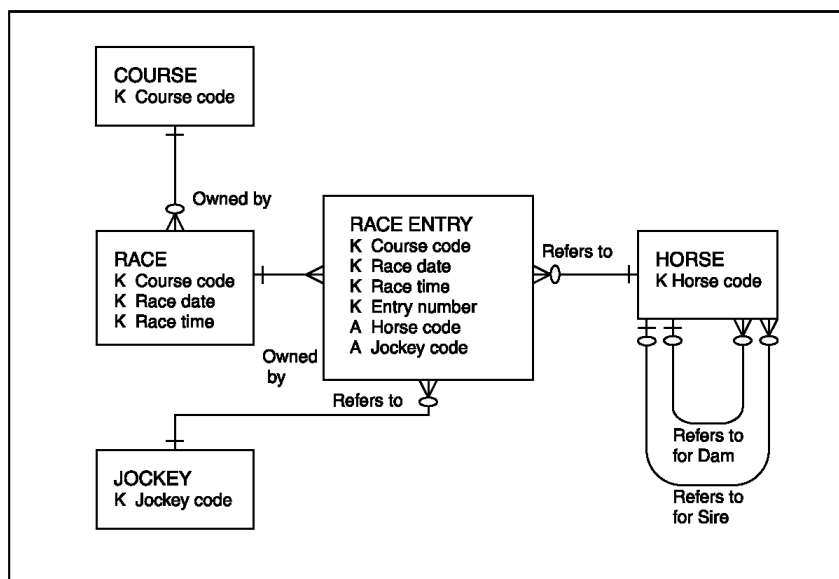 COURSE
K Course code
Owned by
RACE
K Course code
K Race date
K Race time
RACE ENTRY
K Course code
K Race date
K Race time
K Entry number
A Horse code
A Jockey code
Owned
by
Refers to
HORSE
K Horse code
Refers to
for Dam
Refers to
for Sire
Refers to
JOCKEY
K Jockey code